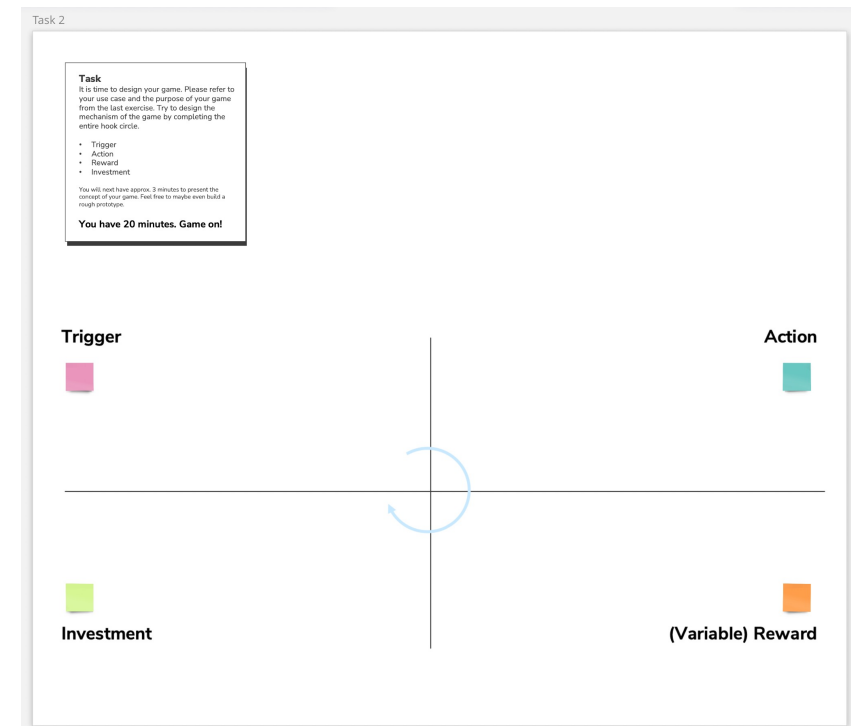 Task 2
Task
It is time to design your game. Please refer to
your use case and the purpose of your game
from the last exercise. Try to design the
mechanism of the game by completing the
entire hook circle.
• Trigger
• Action
• Reward
• Investment
You will next have approx. 3 minutes to present the
concept of your game. Feel free to maybe even build a
rough prototype.
You have 20 minutes. Game on!
Trigger
Action
Investment
(Variable) Reward